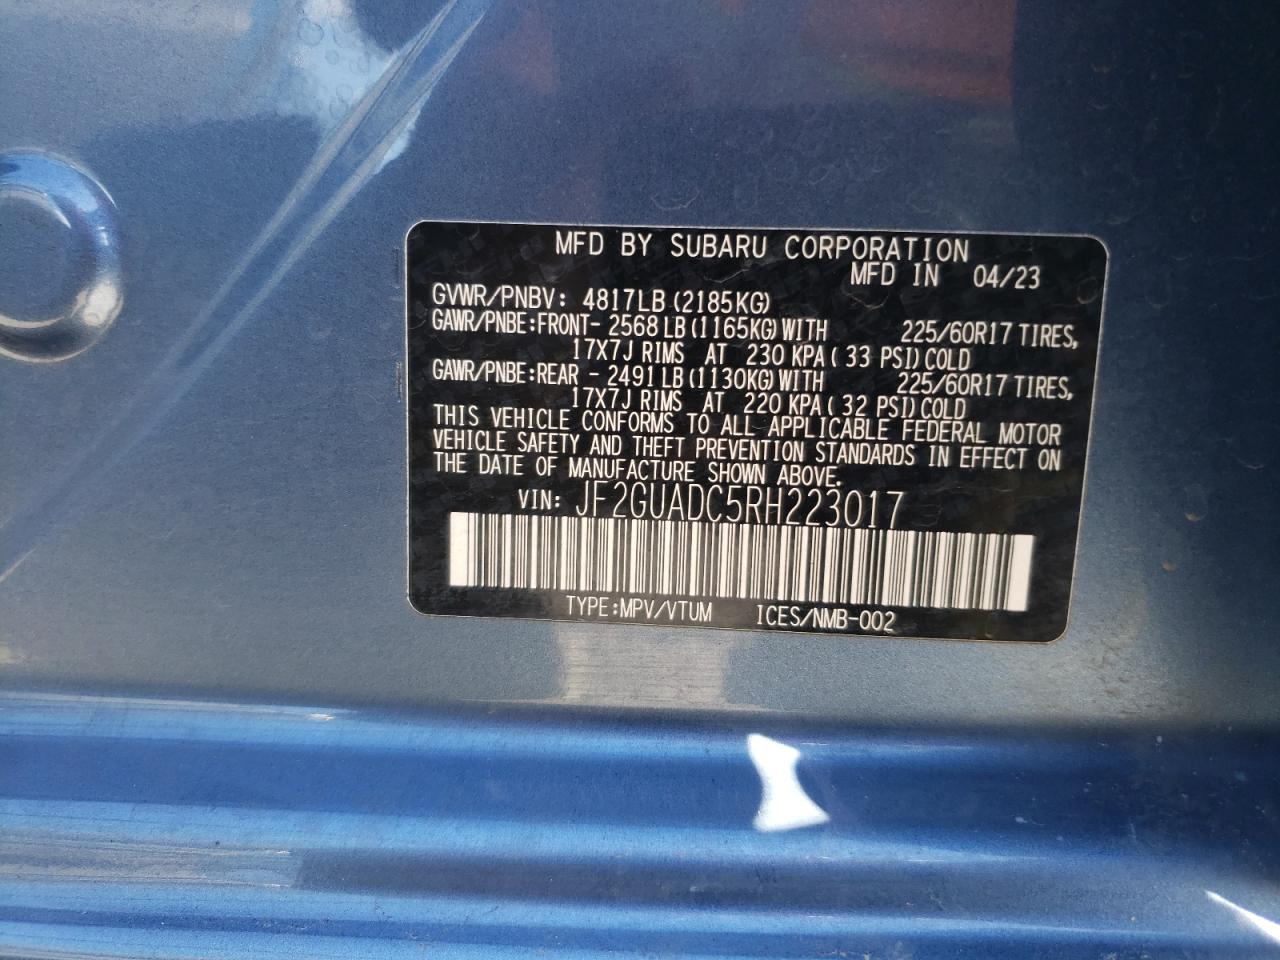 MFD BY SUBARU CORPORATION
MFD IN 04/23
GVWR/PNBV: 4817LB (2185KG)
GAWR/PNBE:FRONT- 2568 LB (1165KG) WITH 225/60R17 TIRES,
17X7J RIMS AT 230 KPA ( 33 PSI) COLD
GAWR/PNBE:REAR - 2491 LB (1130KG) WITH 225/60R17 TIRES,
17X7J RIMS AT 220 KPA ( 32 PSI) COLD
THIS VEHICLE CONFORMS TO ALL APPLICABLE FEDERAL MOTOR
VEHICLE SAFETY AND THEFT PREVENTION STANDARDS IN EFFECT ON
THE DATE OF MANUFACTURE SHOWN ABOVE.
VIN: JF2GUADC5RH223017
TYPE:MPV/VTUM ICES/NMB-002